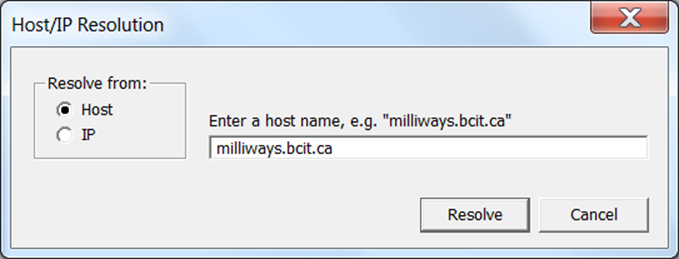 Host/IP Resolution
Resolve from:
Host
IP
Enter a host name, e.g. "milliways.bcit.ca"
milliways.bcit.ca
Resolve
Cancel